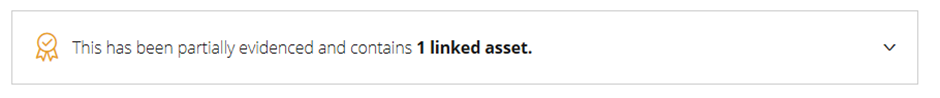 This has been partially evidenced and contains 1 linked asset.